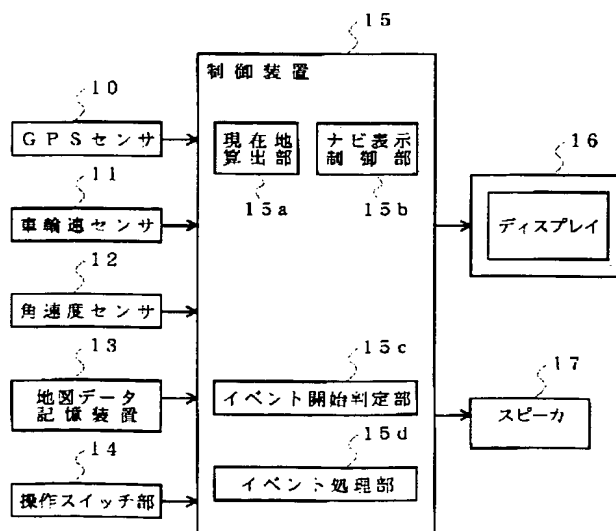 15
制御装置
10
GPSセンサ
現在地
算出部
ナビ表示
制御部
16
11
15a
15b
車輪速センサ
ディスプレイ
12
角速度センサ
13
15c
地図データ
記憶装置
イベント開始判定部
17
スピーカ
14
15d
操作スイッチ部
イベント処理部